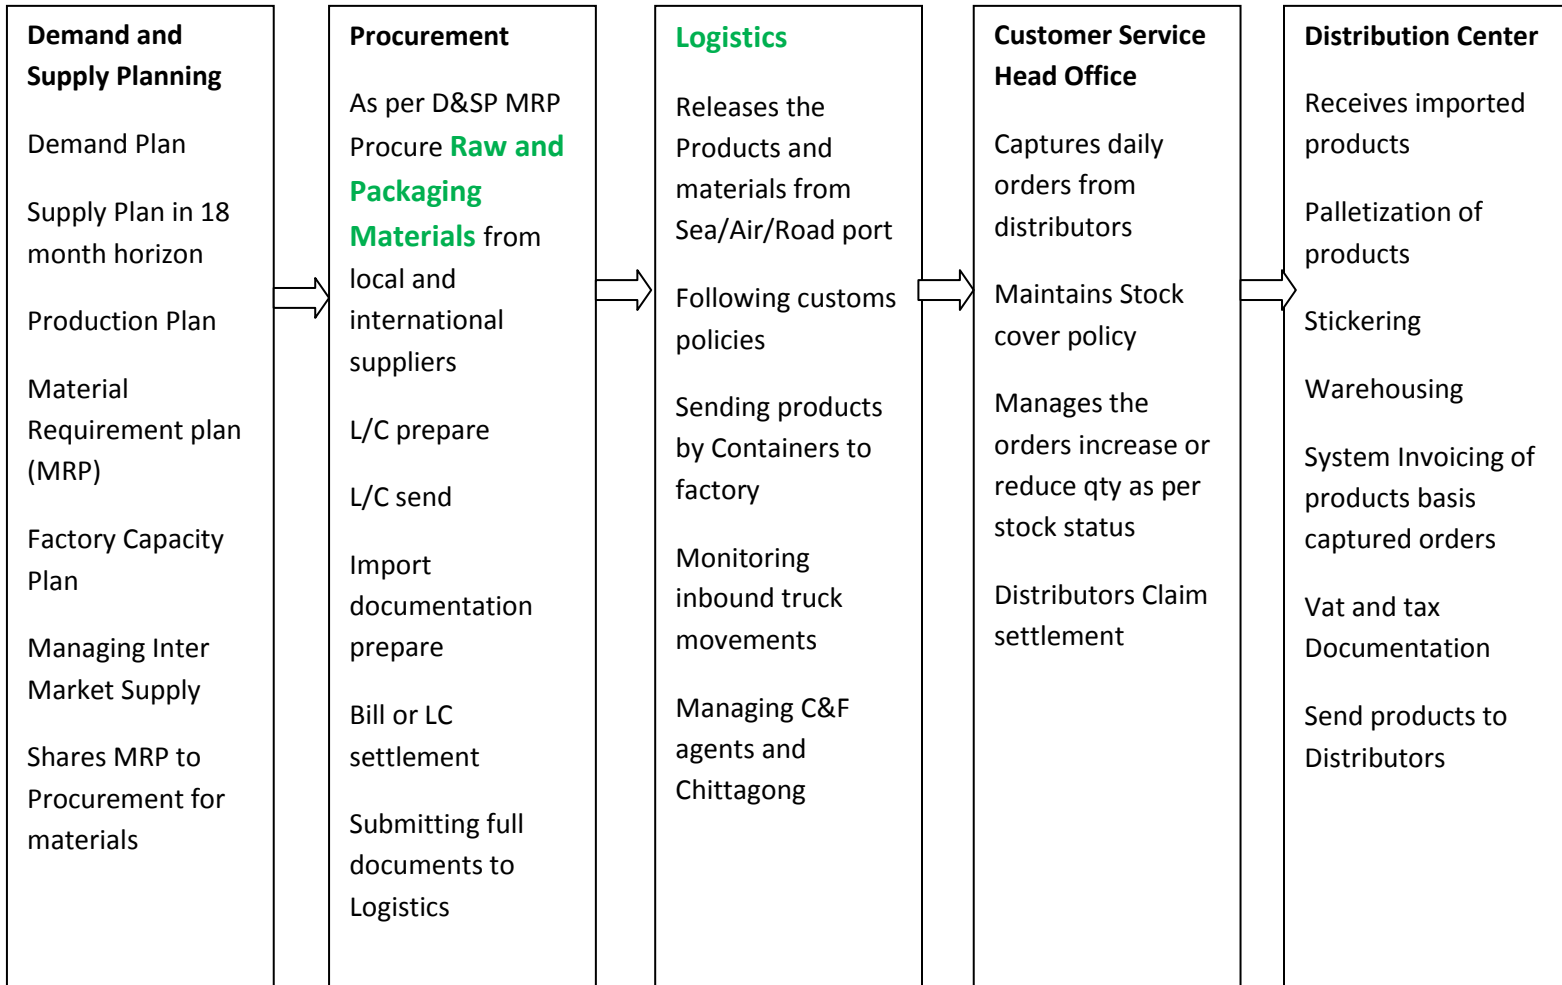 Demand and
Supply Planning
Demand Plan
Supply Plan in 18
month horizon
Production Plan
Material
Requirement plan
(MRP)
Factory Capacity
Plan
Managing Inter
Market Supply
Shares MRP to
Procurement for
materials
Procurement
As per D&SP MRP
Procure Raw and
Packaging
Materials from
local and
international
suppliers
L/C prepare
L/C send
Import
documentation
prepare
Bill or LC
settlement
Submitting full
documents to
Logistics
Logistics
Releases the
Products and
materials from
Sea/Air/Road port
Following customs
policies
Sending products
by Containers to
factory
Monitoring
inbound truck
movements
Managing C&F
agents and
Chittagong
Customer Service
Head Office
Captures daily
orders from
distributors
Maintains Stock
cover policy
Manages the
orders increase or
reduce qty as per
stock status
Distributors Claim
settlement
Distribution Center
Receives imported
products
Palletization of
products
Stickering
Warehousing
System Invoicing of
products basis
captured orders
Vat and tax
Documentation
Send products to
Distributors